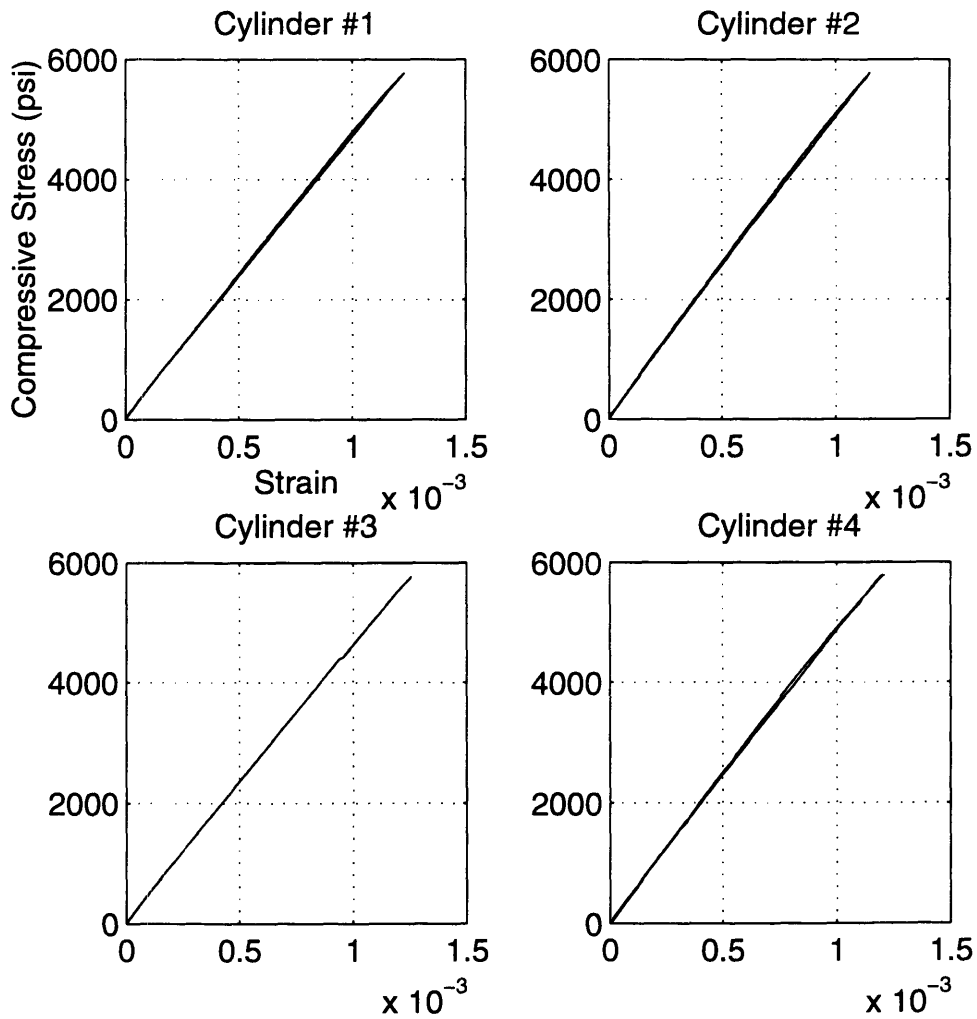 Cylinder #1
Compressive Stress (psi)
6000
4000
2000
0
0 0.5 1 1.5
Strain
x 10⁻³
Cylinder #2
6000
4000
2000
0
0 0.5 1 1.5
x 10⁻³
Cylinder #3
6000
4000
2000
0
0 0.5 1 1.5
x 10⁻³
Cylinder #4
6000
4000
2000
0
0 0.5 1 1.5
x 10⁻³